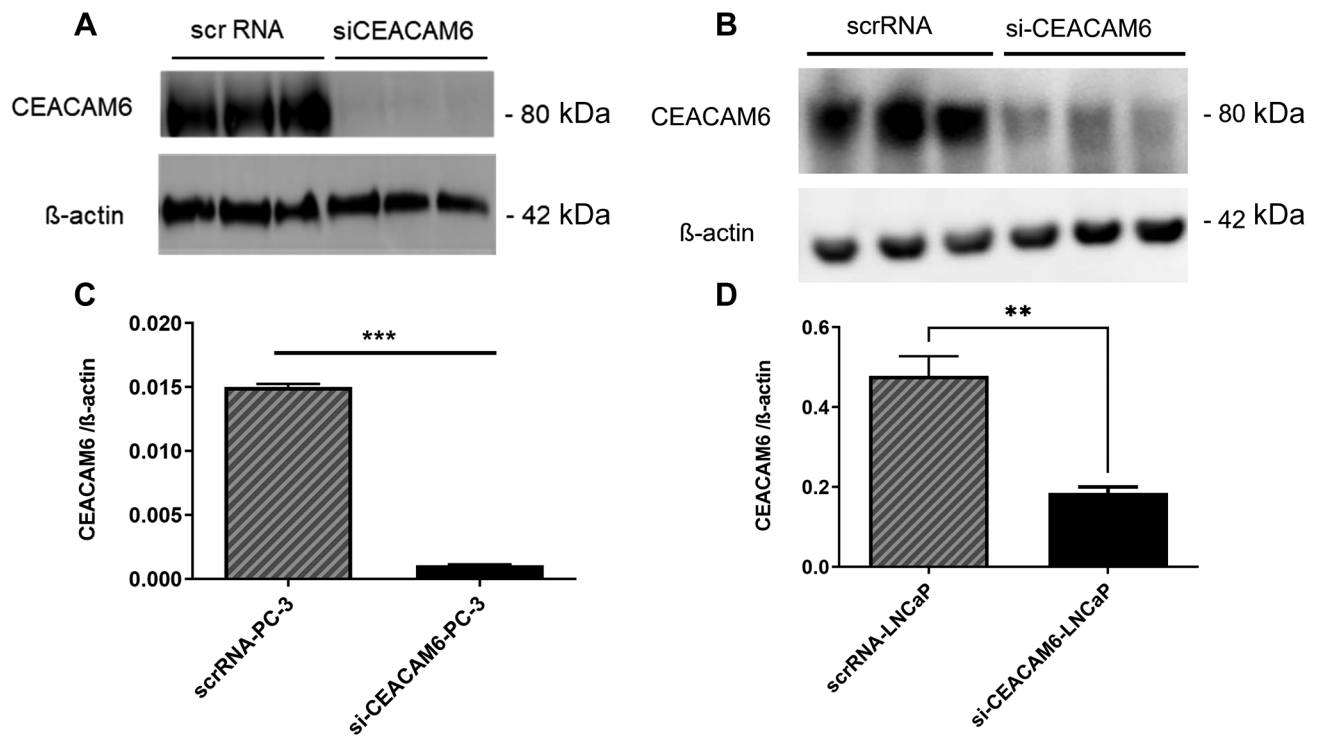 A
scr RNA siCEACAM6
CEACAM6
- 80 kDa
ß-actin
- 42 kDa
B
scrRNA si-CEACAM6
CEACAM6
- 80 kDa
ß-actin
- 42 kDa
C
CEACAM6 /ß-actin
0.020
0.015
0.010
0.005
0.000
***
scrRNA-PC-3
si-CEACAM6-PC-3
D
CEACAM6 /ß-actin
0.6
0.4
0.2
0.0
**
scrRNA-LNCaP
si-CEACAM6-LNCaP